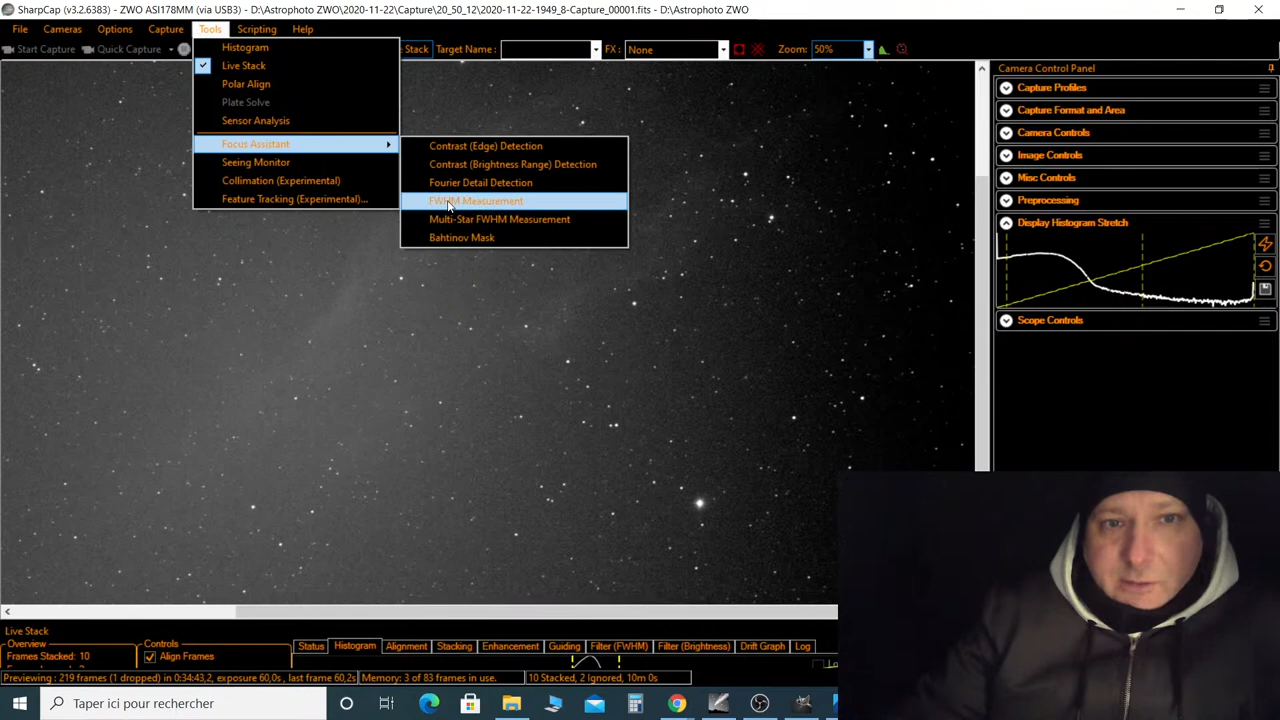 SharpCap (v3.2.6383) - ZWO ASI178MM (via USB3) - D:\Astrophoto ZWO\2020-11-22\Capture\20_50_12\2020-11-22-1949_8-Capture_00001.fits - D:\Astrophoto ZWO
File Cameras Options Capture Tools Scripting Help
Start Capture Quick Capture Stack Target Name : FX : None Zoom: 50%
Histogram
Live Stack
Polar Align
Plate Solve
Sensor Analysis
Focus Assistant
Seeing Monitor
Collimation (Experimental)
Feature Tracking (Experimental)...
Contrast (Edge) Detection
Contrast (Brightness Range) Detection
Fourier Detail Detection
FWHM Measurement
Multi-Star FWHM Measurement
Bahtinov Mask
Camera Control Panel
Capture Profiles
Capture Format and Area
Camera Controls
Image Controls
Misc Controls
Preprocessing
Display Histogram Stretch
Scope Controls
Live Stack
Overview
Frames Stacked: 10
Controls
Align Frames
Status Histogram Alignment Stacking Enhancement Guiding Filter (FWHM) Filter (Brightness) Drift Graph Log
Previewing : 219 frames (1 dropped) in 0:34:43,2, exposure 60,0s , last frame 60,2s Memory: 3 of 83 frames in use. 10 Stacked, 2 Ignored, 10m 0s
Taper ici pour rechercher